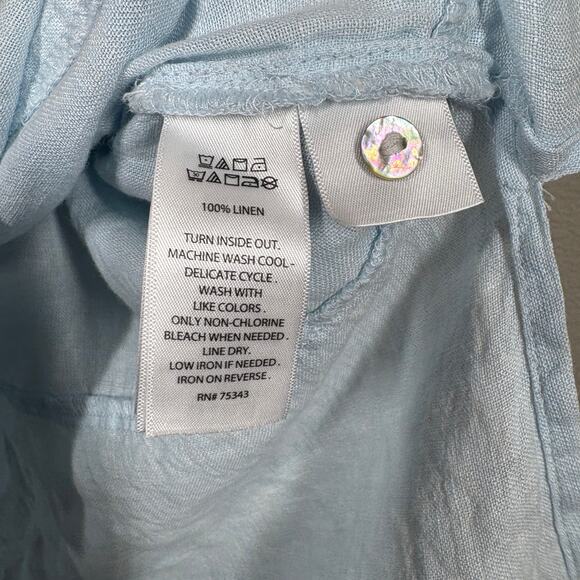 100% LINEN
TURN INSIDE OUT.
MACHINE WASH COOL -
DELICATE CYCLE.
WASH WITH
LIKE COLORS.
ONLY NON-CHLORINE
BLEACH WHEN NEEDED.
LINE DRY.
LOW IRON IF NEEDED.
IRON ON REVERSE.
RN# 75343